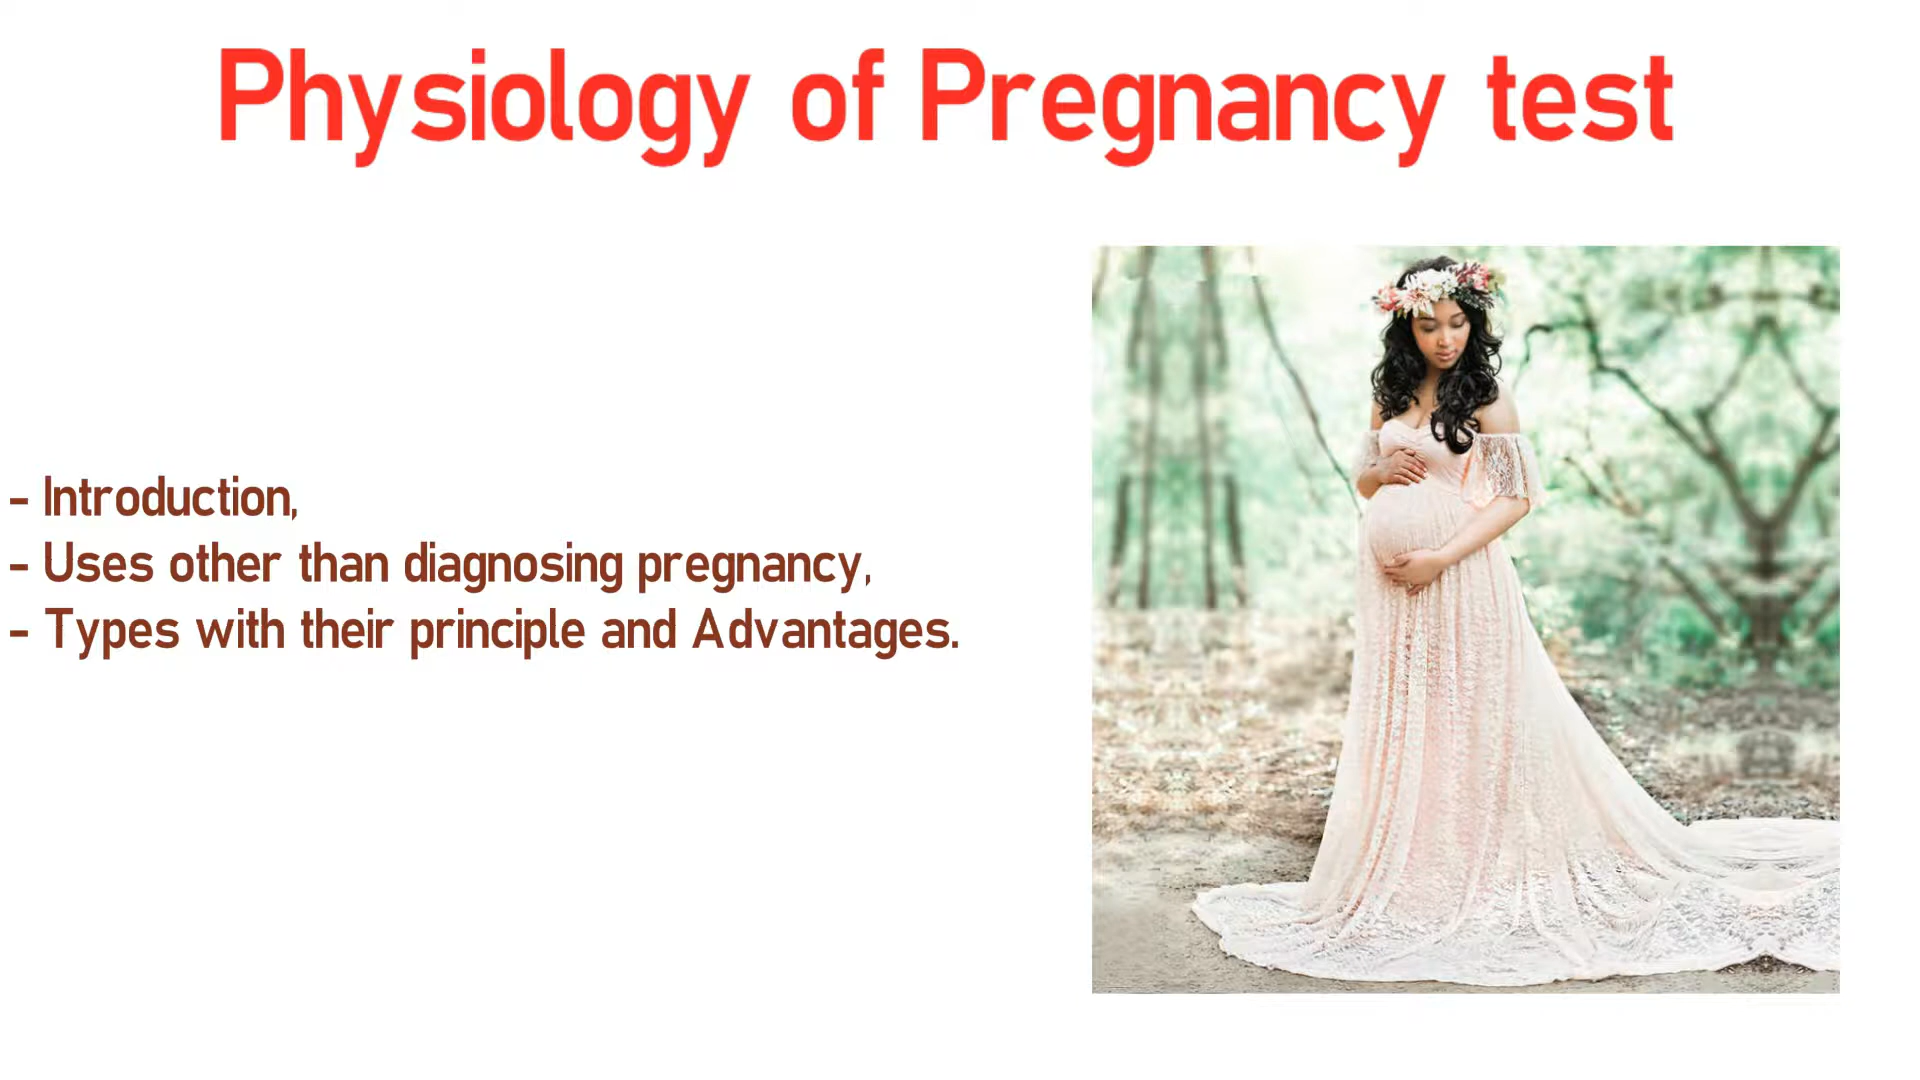 Physiology of Pregnancy test
- Introduction,
- Uses other than diagnosing pregnancy,
- Types with their principle and Advantages.